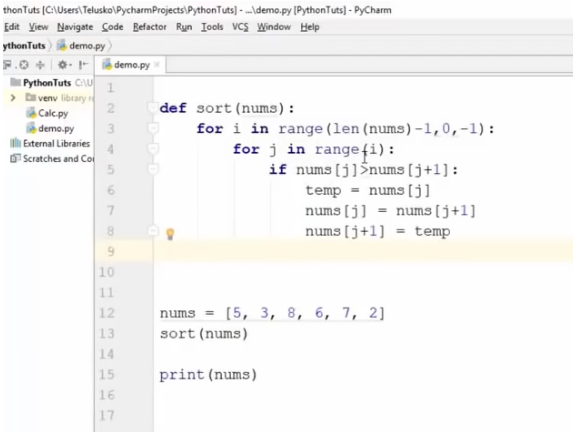 thonTuts [C:\Users\Telusko\PycharmProjects\PythonTuts] - ...\demo.py [PythonTuts] - PyCharm
Edit View Navigate Code Refactor Run Tools VCS Window Help
ythonTuts demo.py
demo.py
PythonTuts C:\U
venv library r
Calc.py
demo.py
External Libraries
Scratches and Co
1
2 def sort(nums):
3 for i in range(len(nums)-1,0,-1):
4 for j in range(i):
5 if nums[j]>nums[j+1]:
6 temp = nums[j]
7 nums[j] = nums[j+1]
8 nums[j+1] = temp
9
10
11
12 nums = [5, 3, 8, 6, 7, 2]
13 sort(nums)
14
15 print(nums)
16
17